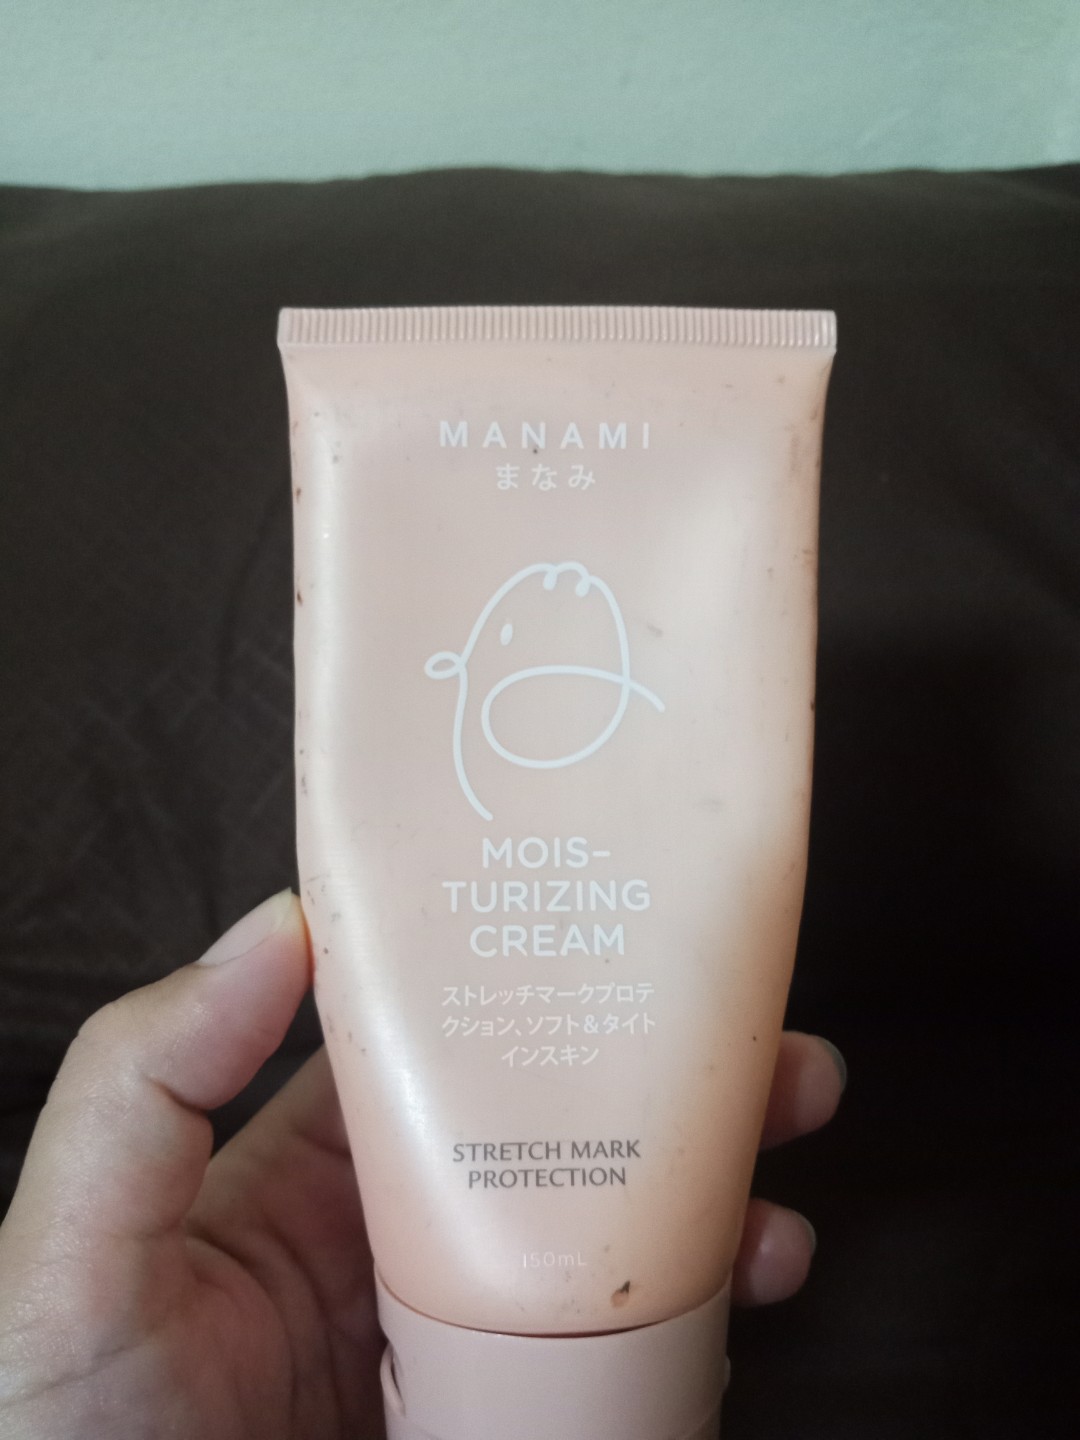 MANAMI
まなみ
MOIS-
TURIZING
CREAM
ストレッチマークプロテ
クション、ソフト&タイト
インスキン
STRETCH MARK
PROTECTION
150mL